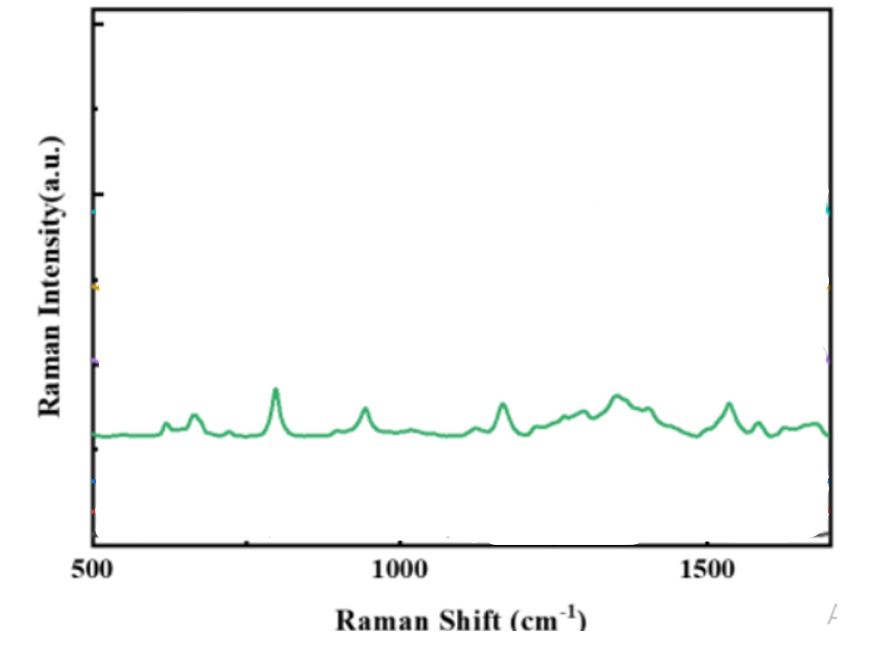 Raman Intensity(a.u.)
500
1000
1500
Raman Shift (cm⁻¹)